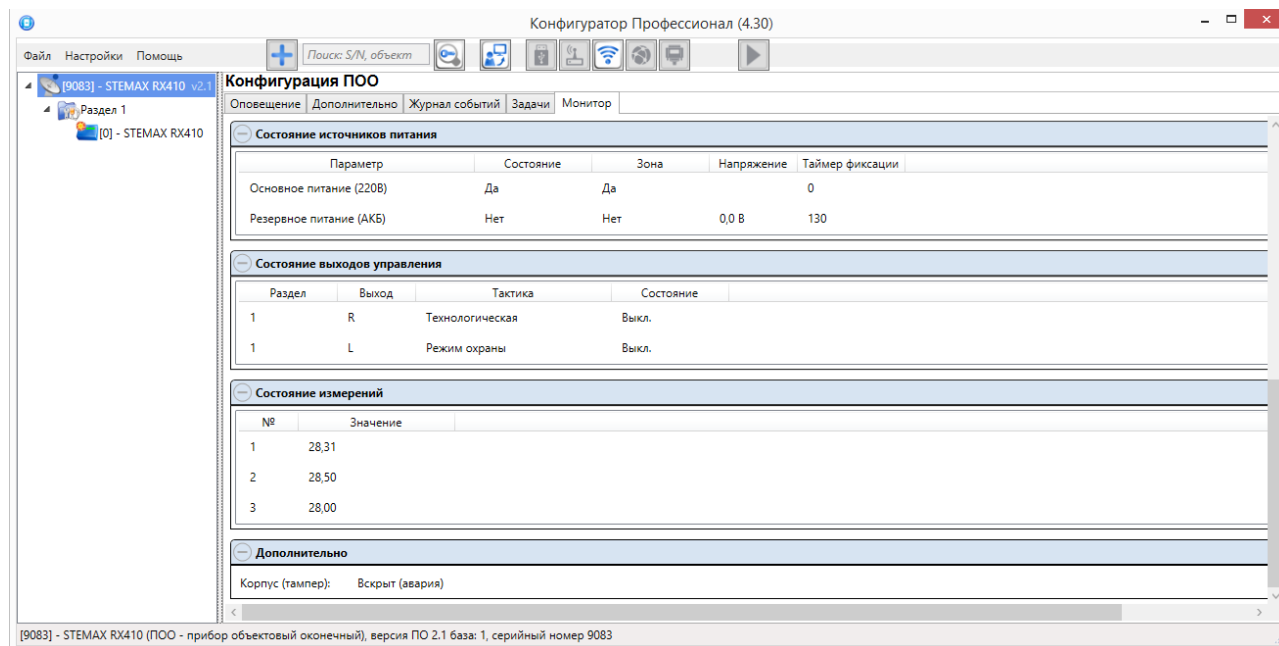 Конфигуратор Профессионал (4.30)
Файл Настройки Помощь Поиск: S/N, объект
[9083] - STEMAX RX410 v2.1
Раздел 1
[0] - STEMAX RX410
Конфигурация ПОО
Оповещение Дополнительно Журнал событий Задачи Монитор
Состояние источников питания
Параметр Состояние Зона Напряжение Таймер фиксации
Основное питание (220В) Да Да 0
Резервное питание (АКБ) Нет Нет 0,0 В 130
Состояние выходов управления
Раздел Выход Тактика Состояние
1 R Технологическая Выкл.
1 L Режим охраны Выкл.
Состояние измерений
№ Значение
1 28,31
2 28,50
3 28,00
Дополнительно
Корпус (тампер): Вскрыт (авария)
[9083] - STEMAX RX410 (ПОО - прибор объектовый оконечный), версия ПО 2.1 база: 1, серийный номер 9083